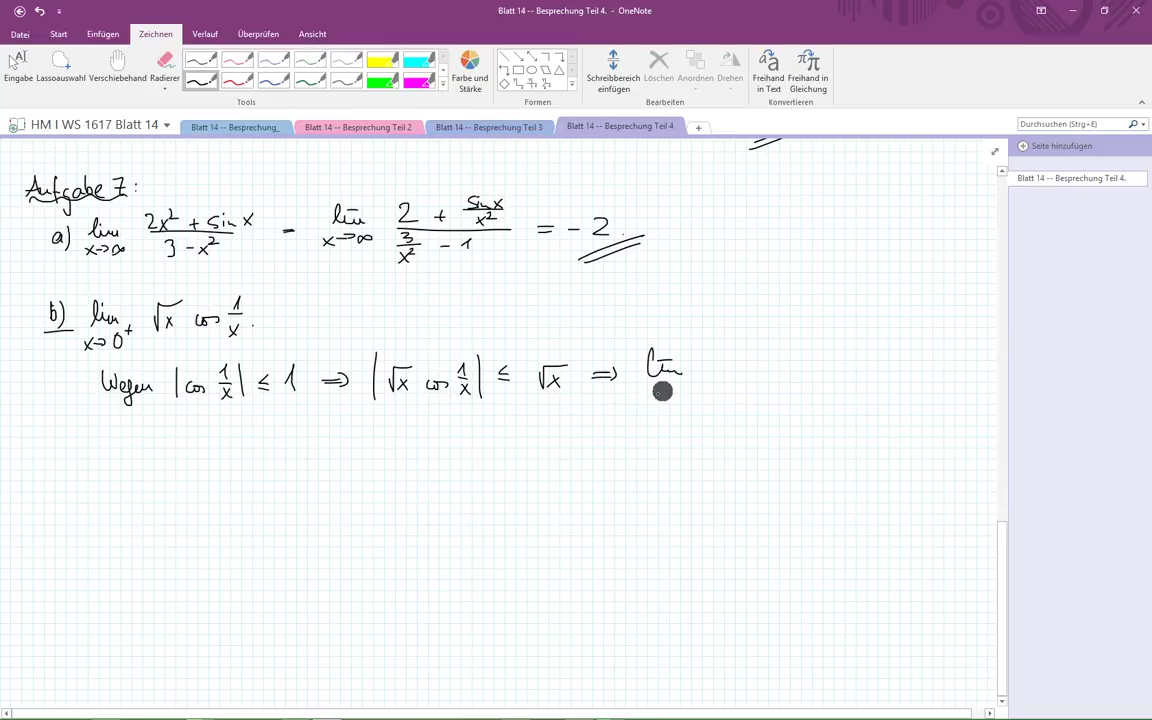 Blatt 14 -- Besprechung Teil 4. - OneNote
Datei Start Einfügen Zeichnen Verlauf Überprüfen Ansicht
Eingabe Lassoauswahl Verschiebehand Radierer
Farbe und Stärke
Schreibbereich einfügen Löschen Anordnen Drehen
Freihand in Text Freihand in Gleichung
Tools Formen Bearbeiten Konvertieren
HM I WS 1617 Blatt 14 Blatt 14 -- Besprechung_ Blatt 14 -- Besprechung Teil 2 Blatt 14 -- Besprechung Teil 3 Blatt 14 -- Besprechung Teil 4 Durchsuchen (Strg+E)
Seite hinzufügen
Blatt 14 -- Besprechung Teil 4.
Aufgabe 7:
a) lim_{x→∞} (2x² + sin x)/(3 - x²) = lim_{x→∞} (2 + (sin x)/x²)/(3/x² - 1) = -2.
b) lim_{x→0+} √x cos 1/x.
Wegen |cos 1/x| ≤ 1 ⇒ |√x cos 1/x| ≤ √x ⇒ lim